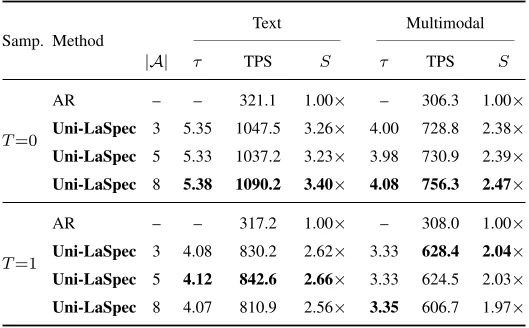 Text Multimodal
Samp. Method
|𝒜| τ TPS S τ TPS S
AR – – 321.1 1.00× – 306.3 1.00×
Uni-LaSpec 3 5.35 1047.5 3.26× 4.00 728.8 2.38×
T=0
Uni-LaSpec 5 5.33 1037.2 3.23× 3.98 730.9 2.39×
Uni-LaSpec 8 5.38 1090.2 3.40× 4.08 756.3 2.47×
AR – – 317.2 1.00× – 308.0 1.00×
Uni-LaSpec 3 4.08 830.2 2.62× 3.33 628.4 2.04×
T=1
Uni-LaSpec 5 4.12 842.6 2.66× 3.33 624.5 2.03×
Uni-LaSpec 8 4.07 810.9 2.56× 3.35 606.7 1.97×